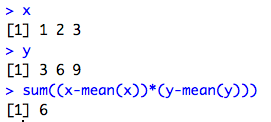 > x
[1] 1 2 3
> y
[1] 3 6 9
> sum((x-mean(x))*(y-mean(y)))
[1] 6